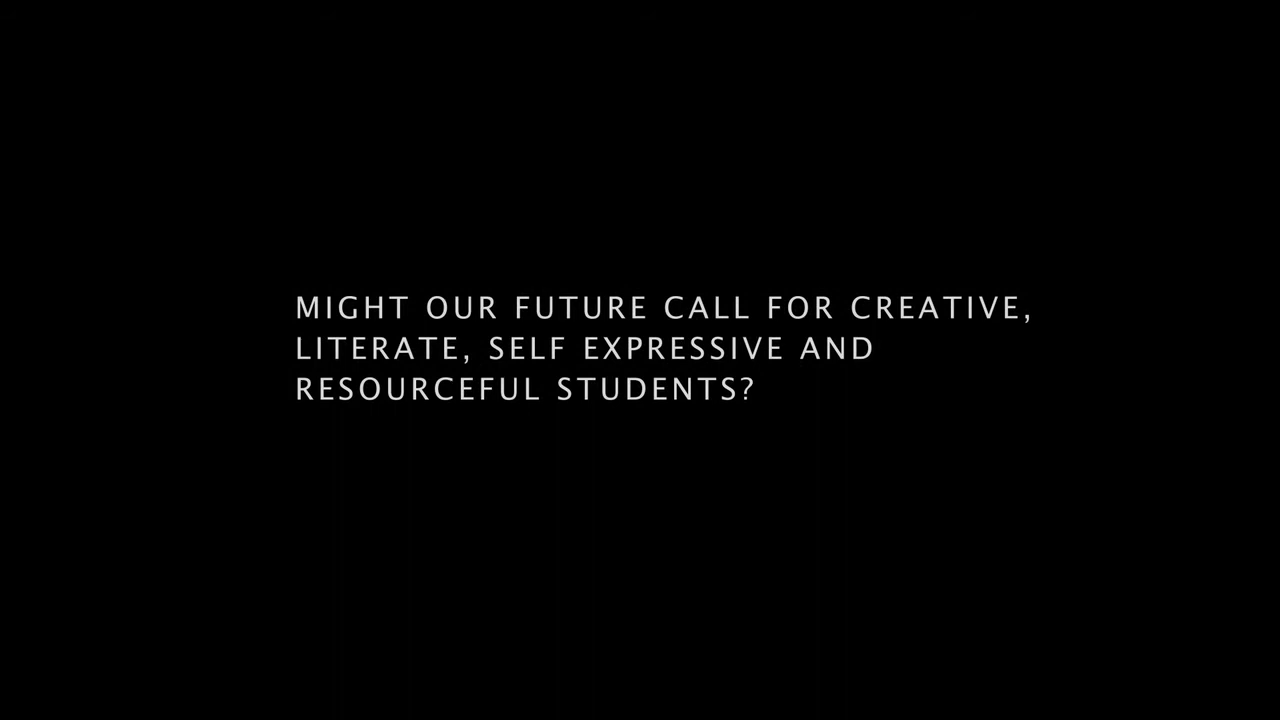 MIGHT OUR FUTURE CALL FOR CREATIVE,
LITERATE, SELF EXPRESSIVE AND
RESOURCEFUL STUDENTS?